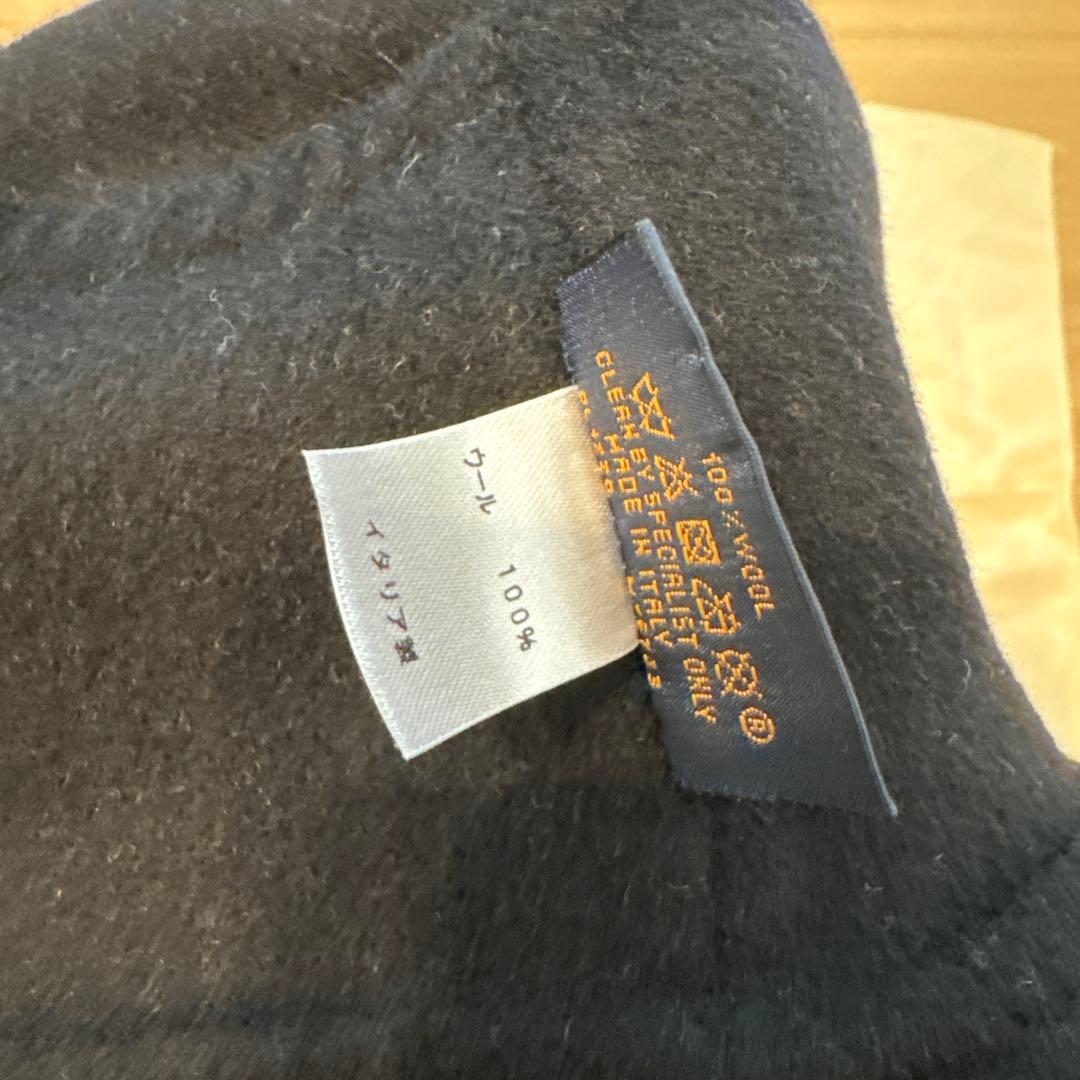 100%WOOL
®
CLEAN BY SPECIALIST ONLY
MADE IN ITALY
ウール 100%
イタリア製